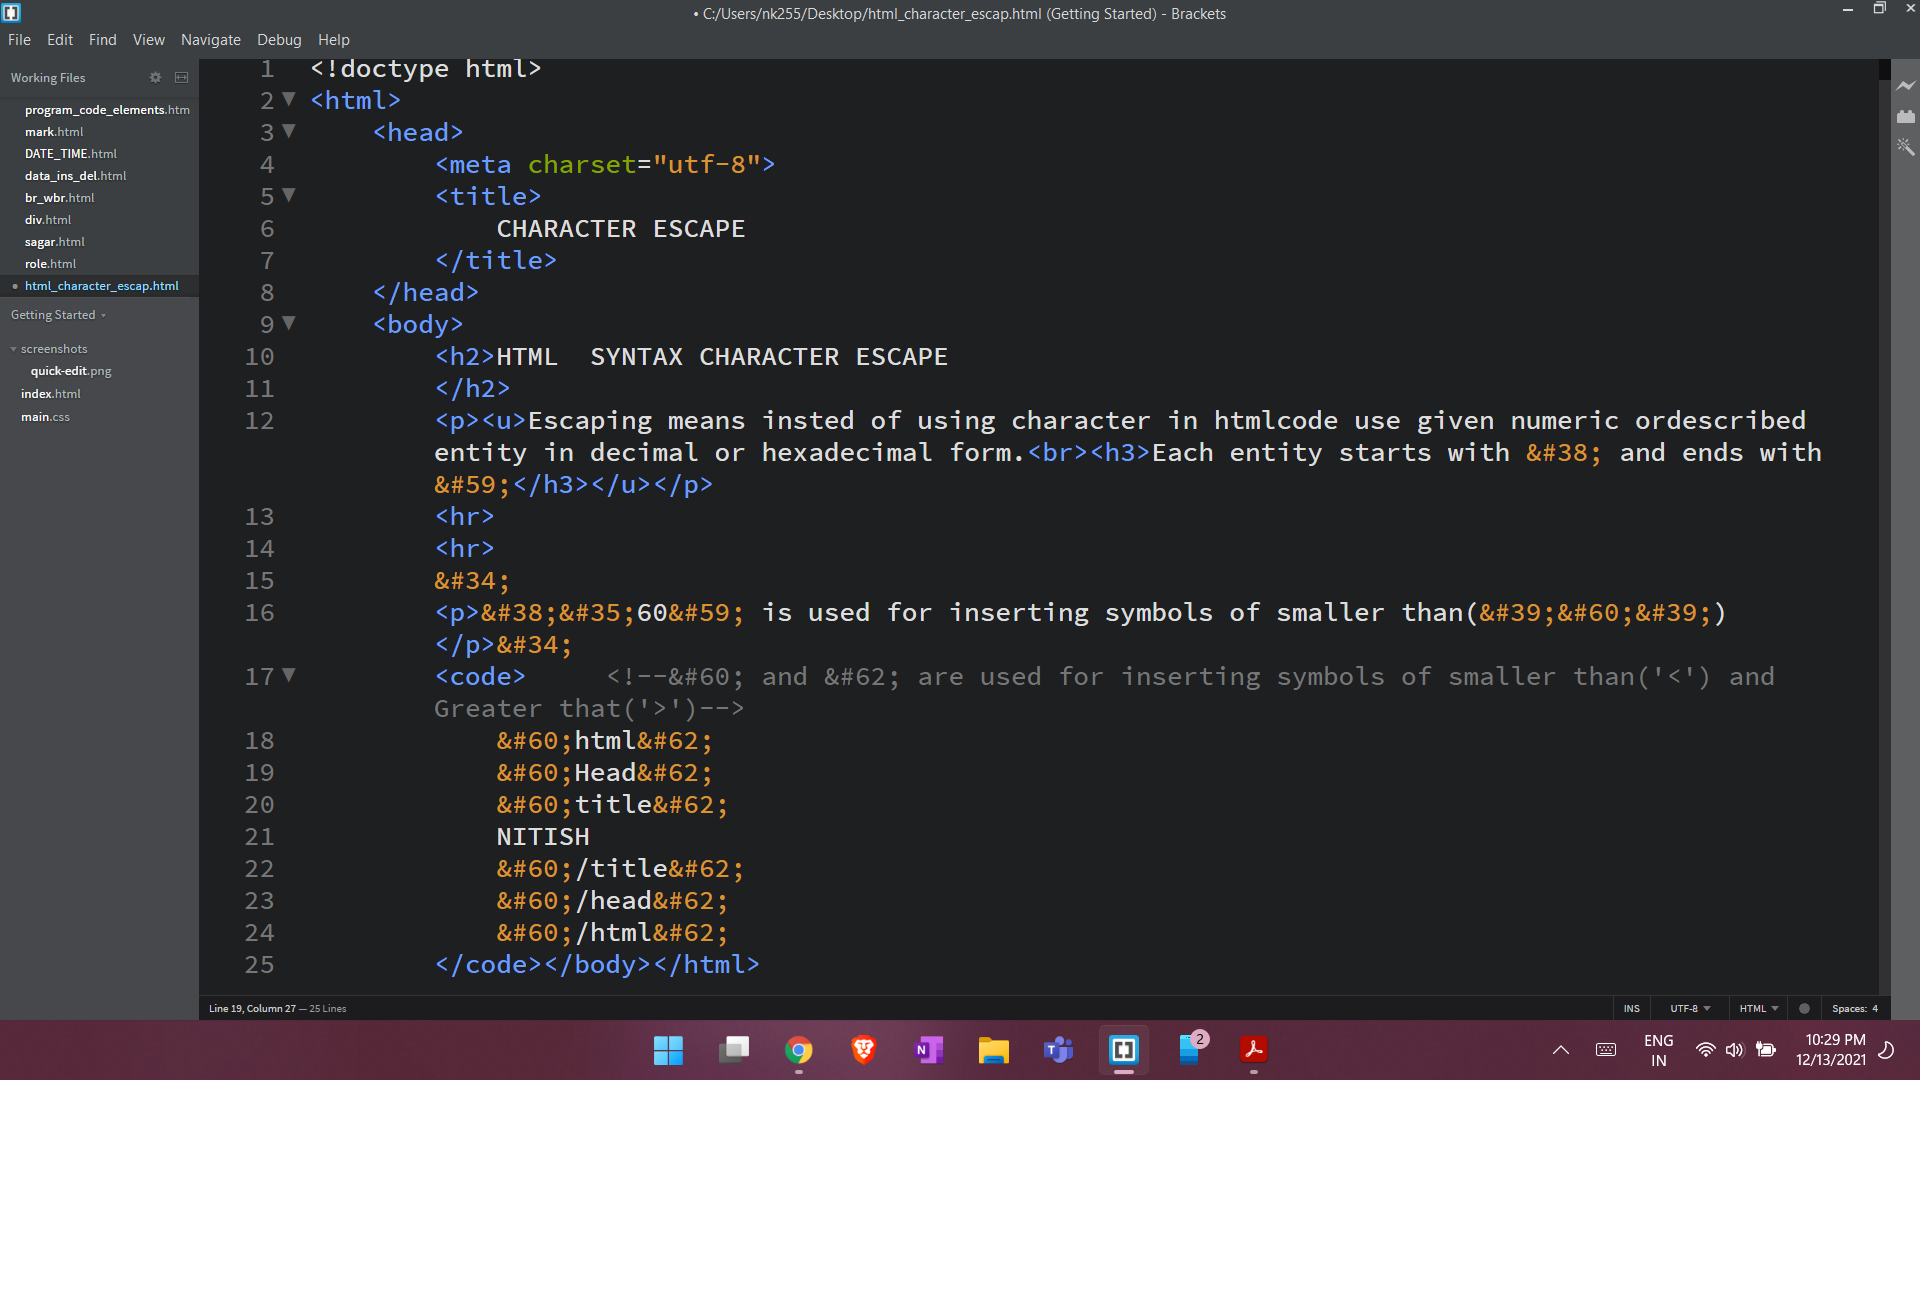 • C:/Users/nk255/Desktop/html_character_escap.html (Getting Started) - Brackets
File Edit Find View Navigate Debug Help
Working Files
program_code_elements.htm
mark.html
DATE_TIME.html
data_ins_del.html
br_wbr.html
div.html
sagar.html
role.html
html_character_escap.html
Getting Started
screenshots
quick-edit.png
index.html
main.css
1 <!doctype html>
2 <html>
3 <head>
4 <meta charset="utf-8">
5 <title>
6 CHARACTER ESCAPE
7 </title>
8 </head>
9 <body>
10 <h2>HTML  SYNTAX CHARACTER ESCAPE
11 </h2>
12 <p><u>Escaping means insted of using character in htmlcode use given numeric ordescribed
entity in decimal or hexadecimal form.<br><h3>Each entity starts with &#38; and ends with
&#59;</h3></u></p>
13 <hr>
14 <hr>
15 &#34;
16 <p>&#38;&#35;60&#59; is used for inserting symbols of smaller than(&#39;&#60;&#39;)
</p>&#34;
17 <code>     <!--&#60; and &#62; are used for inserting symbols of smaller than('<') and
Greater that('>')-->
18 &#60;html&#62;
19 &#60;Head&#62;
20 &#60;title&#62;
21 NITISH
22 &#60;/title&#62;
23 &#60;/head&#62;
24 &#60;/html&#62;
25 </code></body></html>
Line 19, Column 27 — 25 Lines
INS UTF-8 HTML Spaces: 4
2
ENG
IN
10:29 PM
12/13/2021